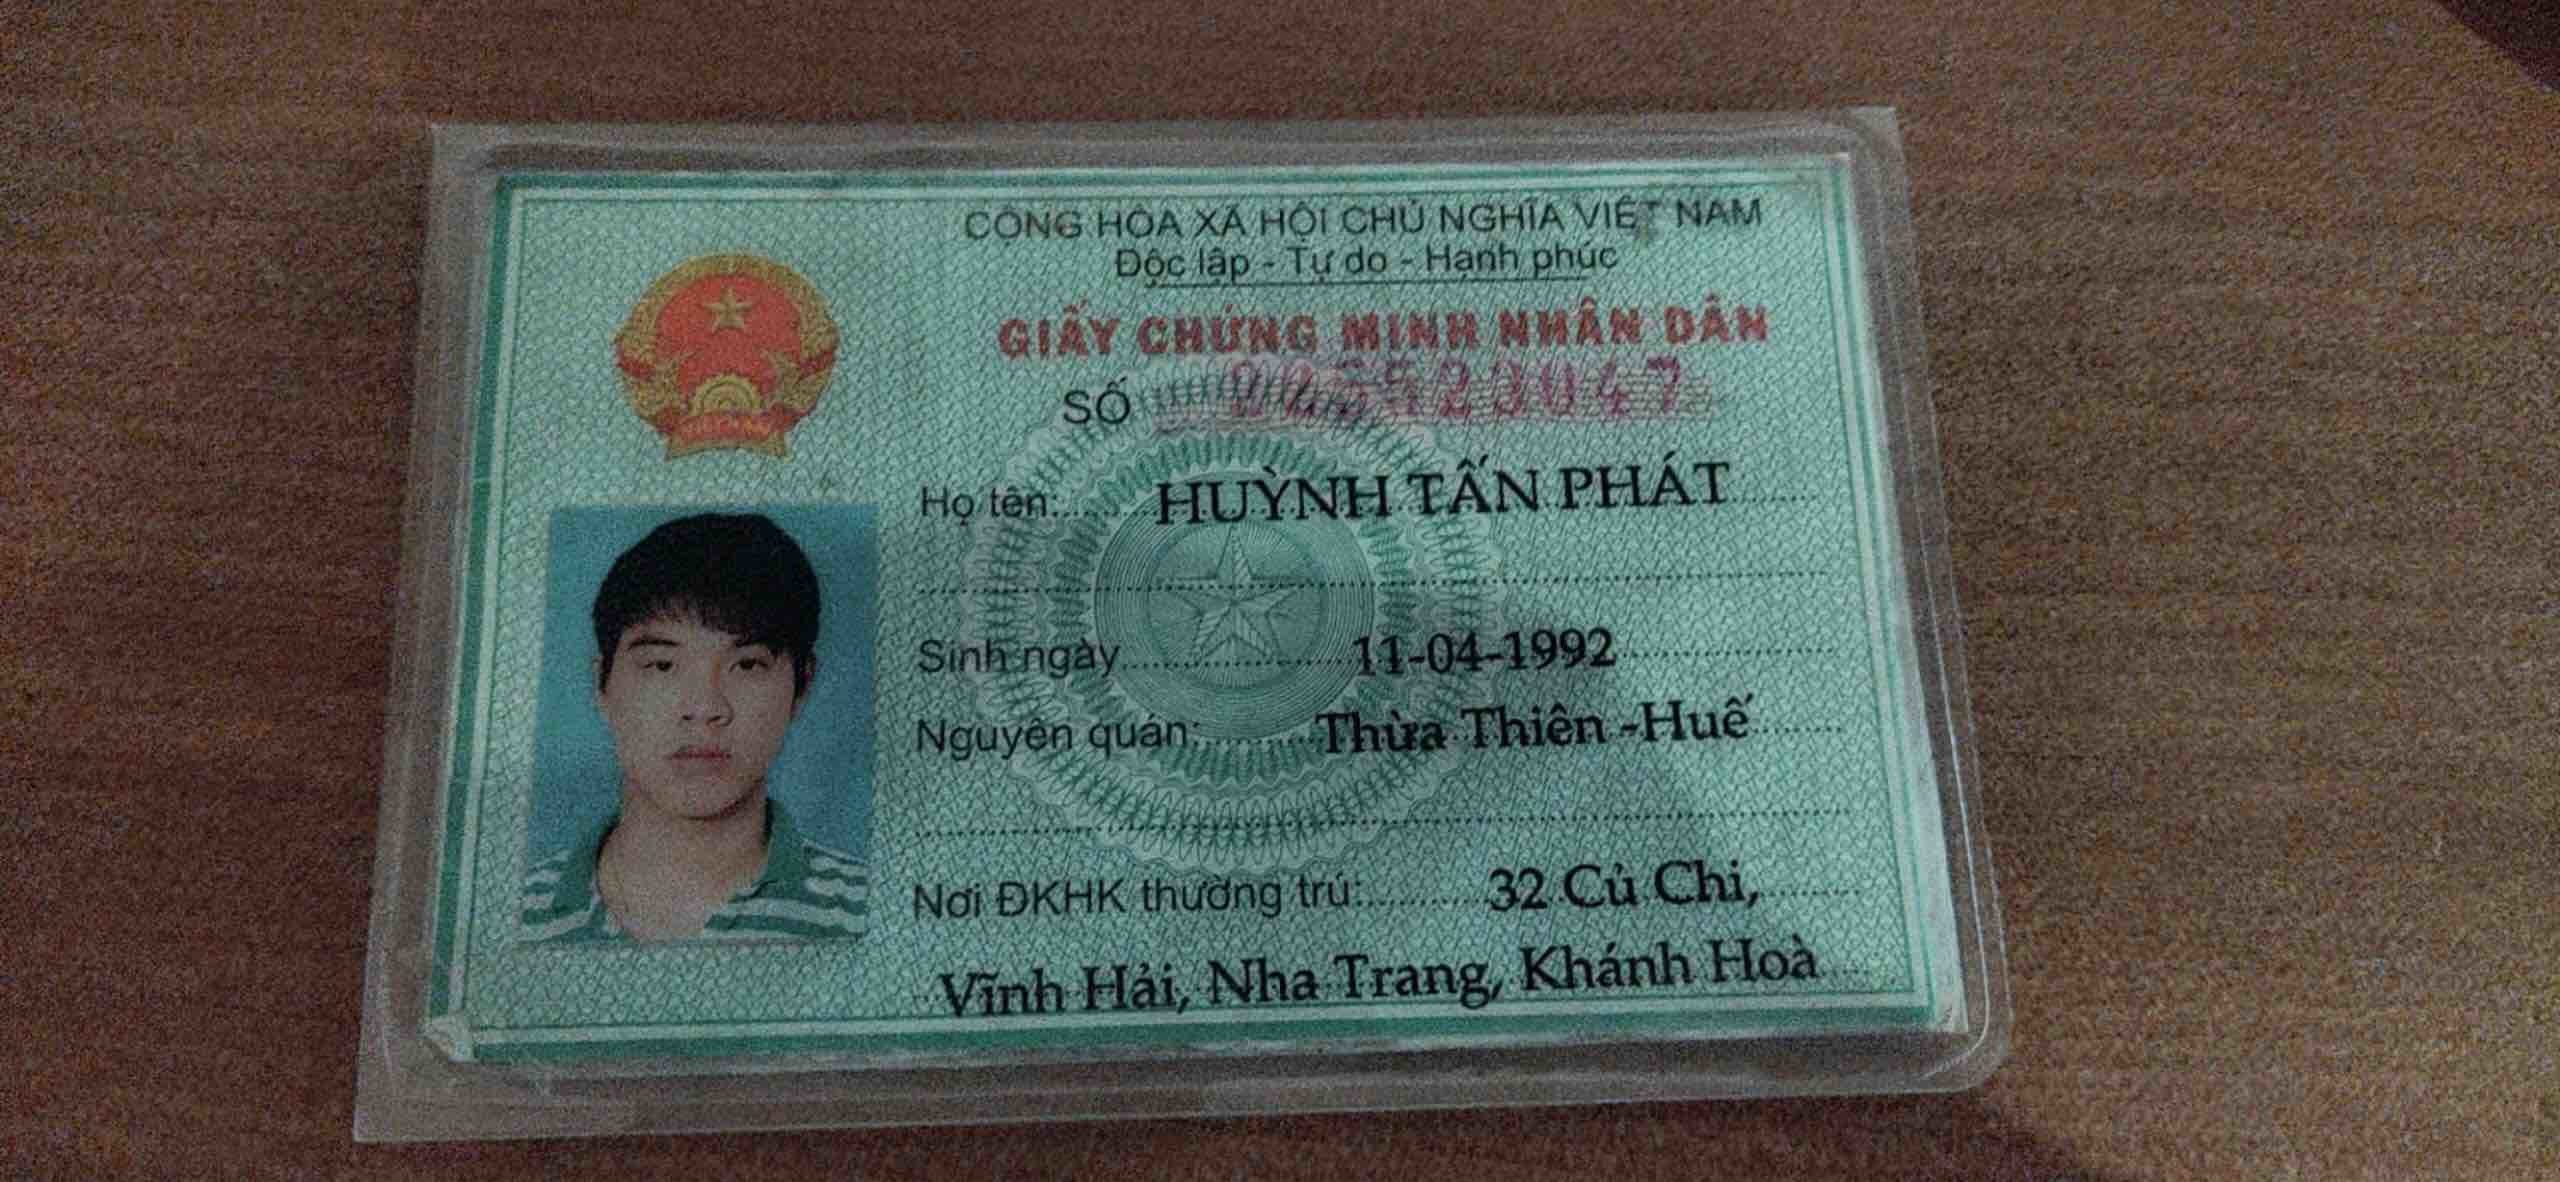 CỘNG HÒA XÃ HỘI CHỦ NGHĨA VIỆT NAM
Độc lập - Tự do - Hạnh phúc
GIẤY CHỨNG MINH NHÂN DÂN
SỐ
Họ tên: HUỲNH TẤN PHÁT
Sinh ngày 11-04-1992
Nguyên quán: Thừa Thiên -Huế
Nơi ĐKHK thường trú: 32 Củ Chi,
Vĩnh Hải, Nha Trang, Khánh Hoà